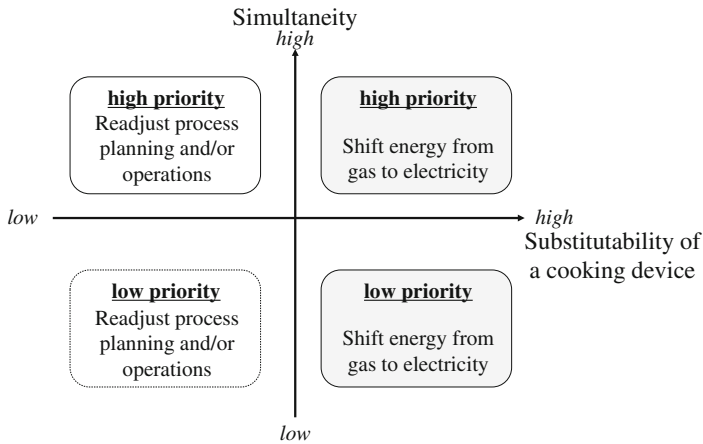 Simultaneity
high
high priority
Readjust process
planning and/or
operations
high priority
Shift energy from
gas to electricity
low
high
Substitutability of
a cooking device
low priority
Readjust process
planning and/or
operations
low priority
Shift energy from
gas to electricity
low